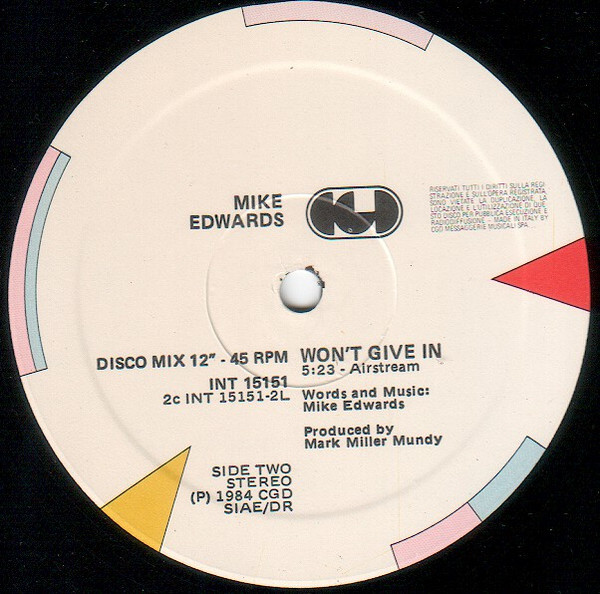 MIKE
EDWARDS
RISERVATI TUTTI I DIRITTI SULLA REGI
STRAZIONE E SULL'OPERA REGISTRATA,
SONO VIETATE LA DUPLICAZIONE, LA
LOCAZIONE E L'UTILIZZAZIONE DI QUE
STO DISCO PER PUBBLICA ESECUZIONE E
RADIODIFFUSIONE - MADE IN ITALY BY
CGD MESSAGGERIE MUSICALI SPA
DISCO MIX 12" - 45 RPM
INT 15151
2c INT 15151-2L
WON'T GIVE IN
5:23 - Airstream
Words and Music:
Mike Edwards
Produced by
Mark Miller Mundy
SIDE TWO
STEREO
(P) 1984 CGD
SIAE/DR